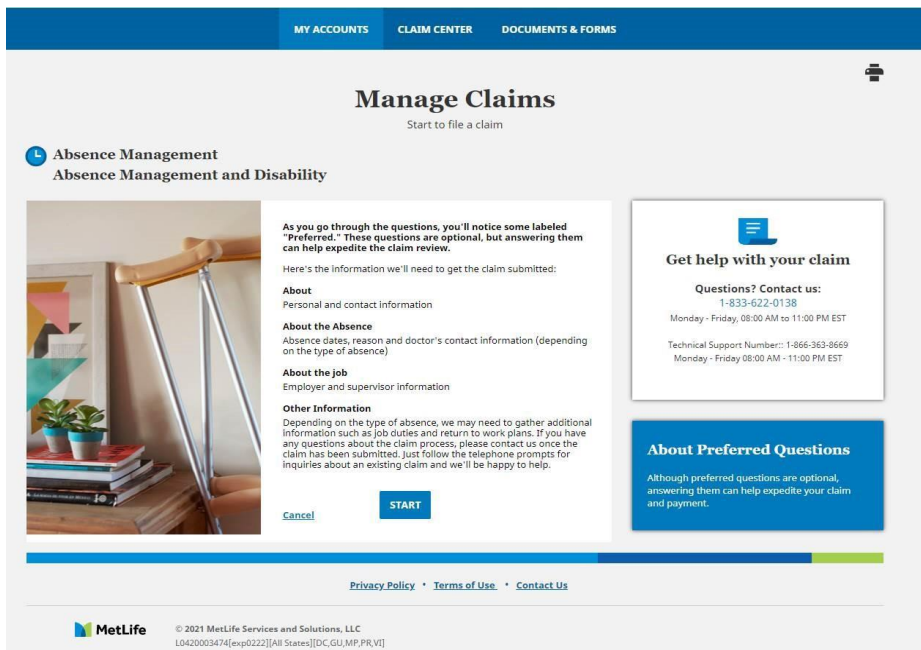 MY ACCOUNTS CLAIM CENTER DOCUMENTS & FORMS
Manage Claims
Start to file a claim
Absence Management
Absence Management and Disability
As you go through the questions, you'll notice some labeled
"Preferred." These questions are optional, but answering them
can help expedite the claim review.
Here's the information we'll need to get the claim submitted:
About
Personal and contact information
About the Absence
Absence dates, reason and doctor's contact information (depending
on the type of absence)
About the job
Employer and supervisor information
Other Information
Depending on the type of absence, we may need to gather additional
information such as job duties and return to work plans. If you have
any questions about the claim process, please contact us once the
claim has been submitted. Just follow the telephone prompts for
inquiries about an existing claim and we'll be happy to help.
Cancel
START
Get help with your claim
Questions? Contact us:
1-833-622-0138
Monday - Friday, 08:00 AM to 11:00 PM EST
Technical Support Number:: 1-866-363-8669
Monday - Friday 08:00 AM - 11:00 PM EST
About Preferred Questions
Although preferred questions are optional,
answering them can help expedite your claim
and payment.
Privacy Policy • Terms of Use • Contact Us
MetLife
© 2021 MetLife Services and Solutions, LLC
L0420003474[exp0222][All States][DC,GU,MP,PR,VI]